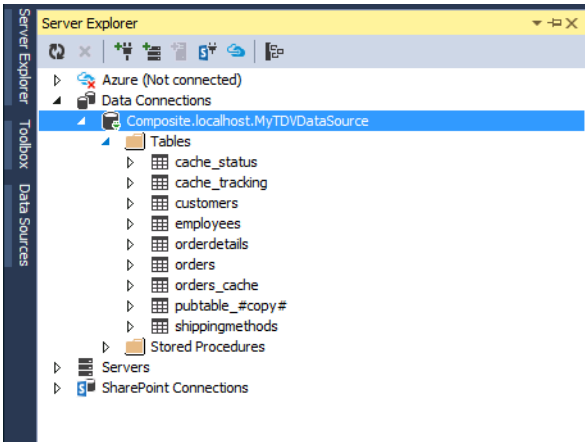 Server Explorer
Toolbox
Data Sources
Server Explorer
Azure (Not connected)
Data Connections
Composite.localhost.MyTDVDataSource
Tables
cache_status
cache_tracking
customers
employees
orderdetails
orders
orders_cache
pubtable_#copy#
shippingmethods
Stored Procedures
Servers
SharePoint Connections